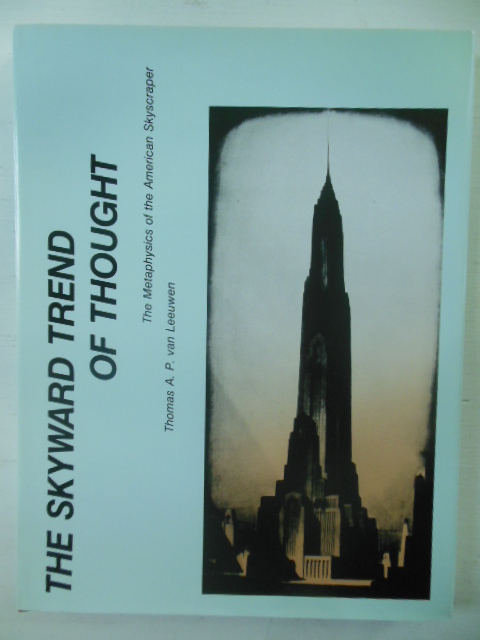 THE SKYWARD TREND
OF THOUGHT
The Metaphysics of the American Skyscraper
Thomas A. P. van Leeuwen